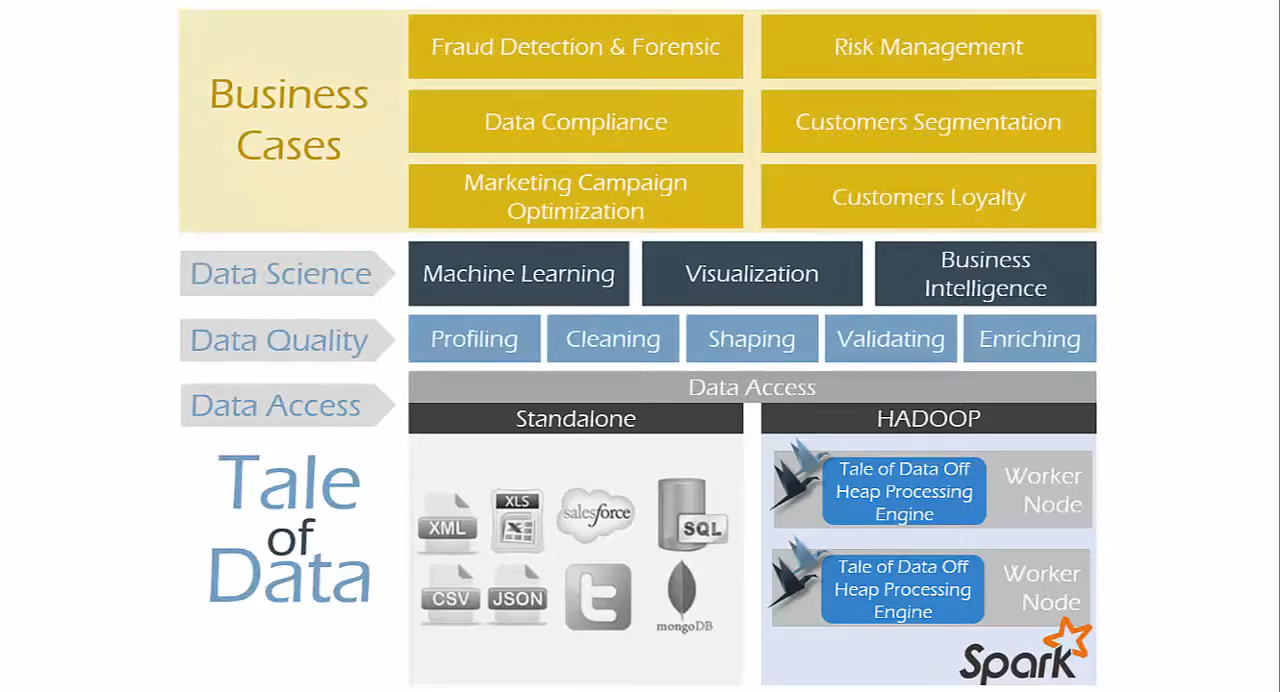 Business
Cases
Fraud Detection & Forensic
Risk Management
Data Compliance
Customers Segmentation
Marketing Campaign
Optimization
Customers Loyalty
Data Science
Machine Learning
Visualization
Business
Intelligence
Data Quality
Profiling
Cleaning
Shaping
Validating
Enriching
Data Access
Data Access
Standalone
HADOOP
Tale
of
Data
XML
XLS
salesforce
SQL
CSV
JSON
mongoDB
Tale of Data Off
Heap Processing
Engine
Worker
Node
Tale of Data Off
Heap Processing
Engine
Worker
Node
Spark